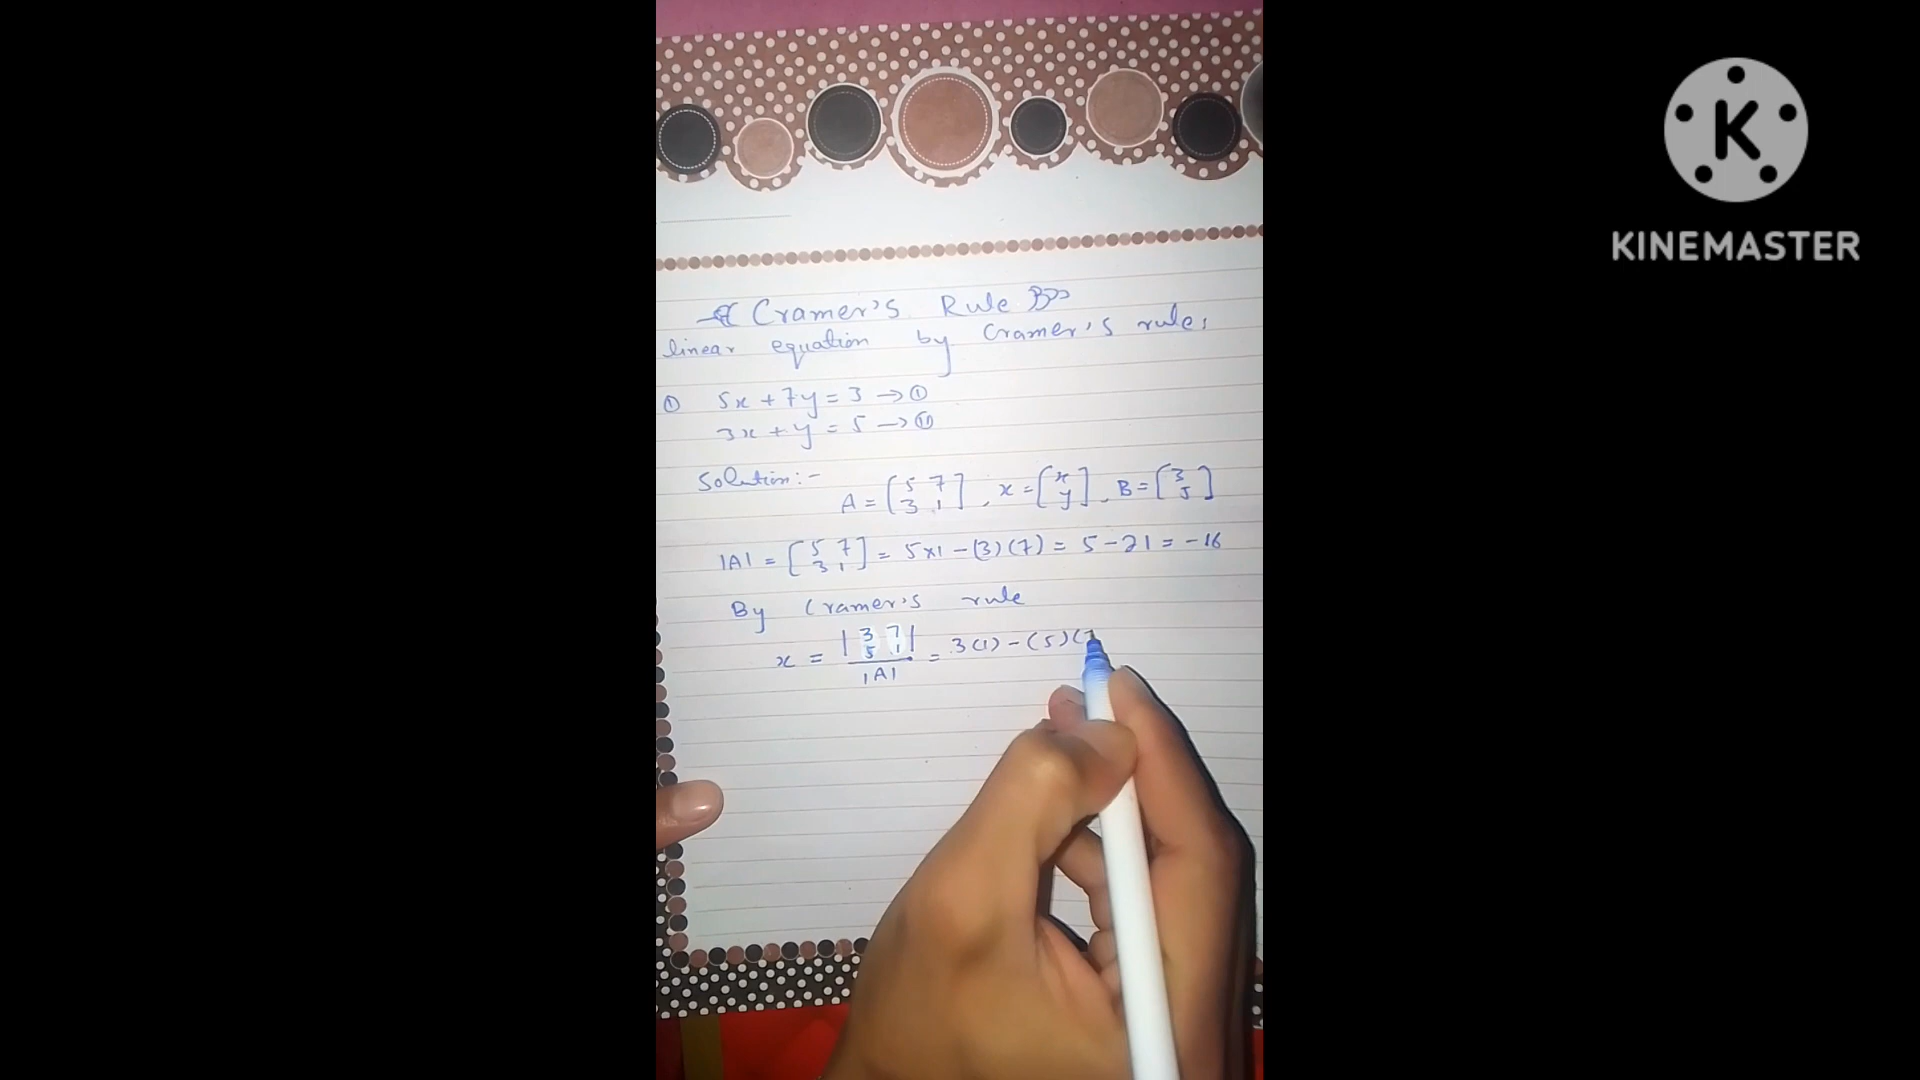 Cramer's Rule
linear equation by Cramer's rule,
① 5x + 7y = 3 → ①
3x + y = 5 → ②
Solution:-
A = [5 7 3 1], x = [x y], B = [3 5]
|A| = [5 7 3 1] = 5×1 - (3)(7) = 5 - 21 = -16
By Cramer's rule
x = |3 7 5 1| / |A| = 3(1) - (5)(7
KINEMASTER